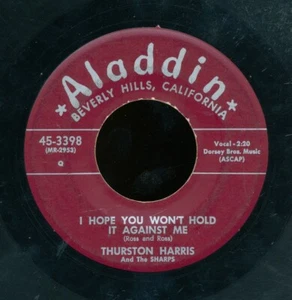 *Aladdin*
BEVERLY HILLS, CALIFORNIA
45-3398
(MR-2953)
Vocal-2:20
Dorsey Bros. Music
(ASCAP)
I HOPE YOU WON'T HOLD
IT AGAINST ME
(Ross and Ross)
THURSTON HARRIS
And The SHARPS